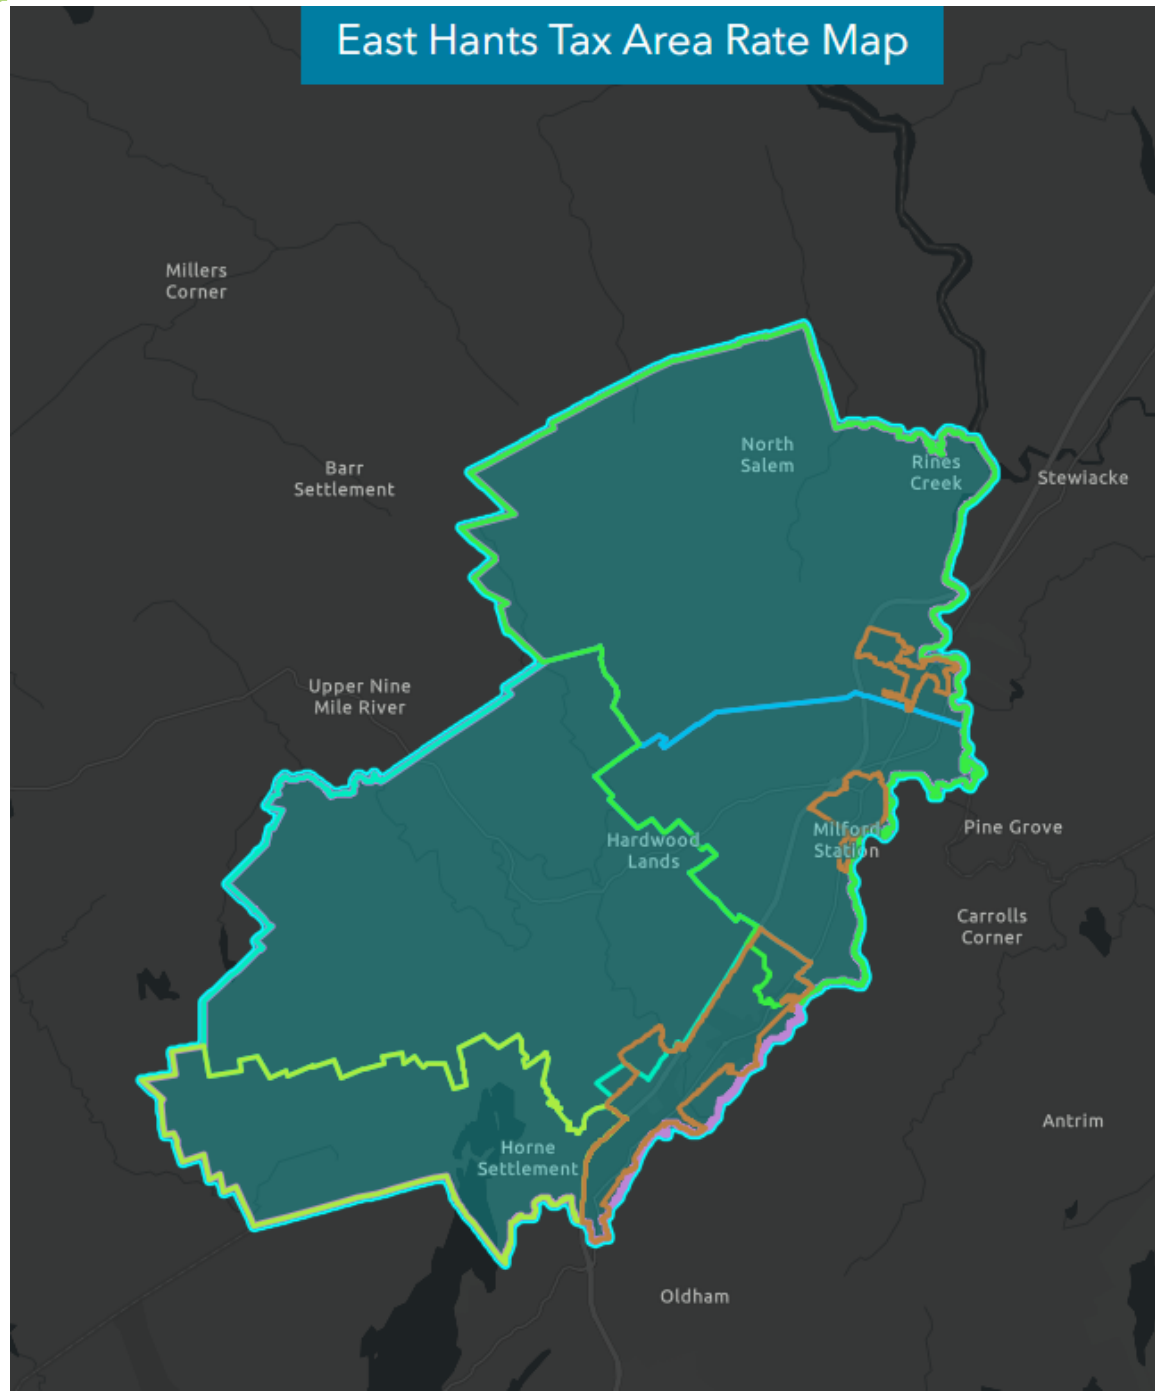 East Hants Tax Area Rate Map
Millers
Corner
North
Salem
Rines
Creek
Barr
Settlement
Stewiacke
Upper Nine
Mile River
Hardwood
Lands
Milford
Station
Pine Grove
Carrolls
Corner
Horne
Settlement
Antrim
Oldham